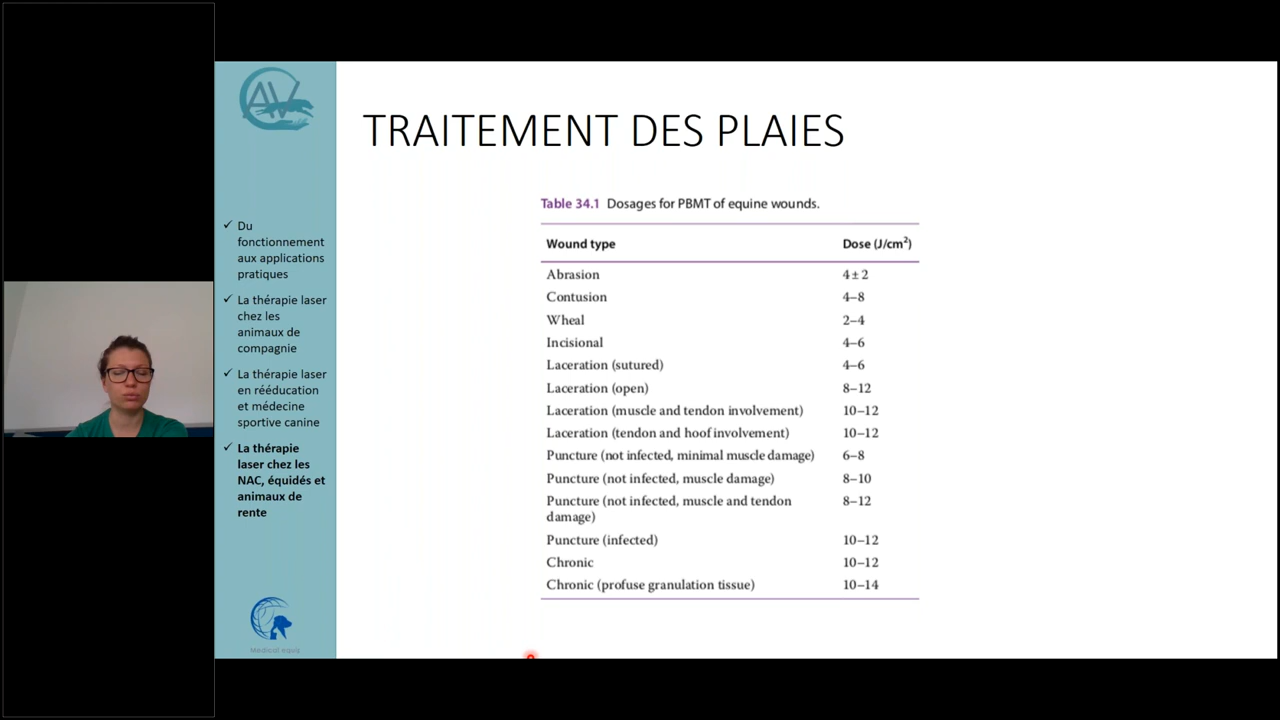 AV
✓ Du
fonctionnement
aux applications
pratiques
✓ La thérapie laser
chez les
animaux de
compagnie
✓ La thérapie laser
en rééducation
et médecine
sportive canine
✓ La thérapie
laser chez les
NAC, équidés et
animaux de
rente
Medical equip
TRAITEMENT DES PLAIES
Table 34.1 Dosages for PBMT of equine wounds.
Wound type Dose (J/cm²)
Abrasion 4±2
Contusion 4–8
Wheal 2–4
Incisional 4–6
Laceration (sutured) 4–6
Laceration (open) 8–12
Laceration (muscle and tendon involvement) 10–12
Laceration (tendon and hoof involvement) 10–12
Puncture (not infected, minimal muscle damage) 6–8
Puncture (not infected, muscle damage) 8–10
Puncture (not infected, muscle and tendon 8–12
damage)
Puncture (infected) 10–12
Chronic 10–12
Chronic (profuse granulation tissue) 10–14